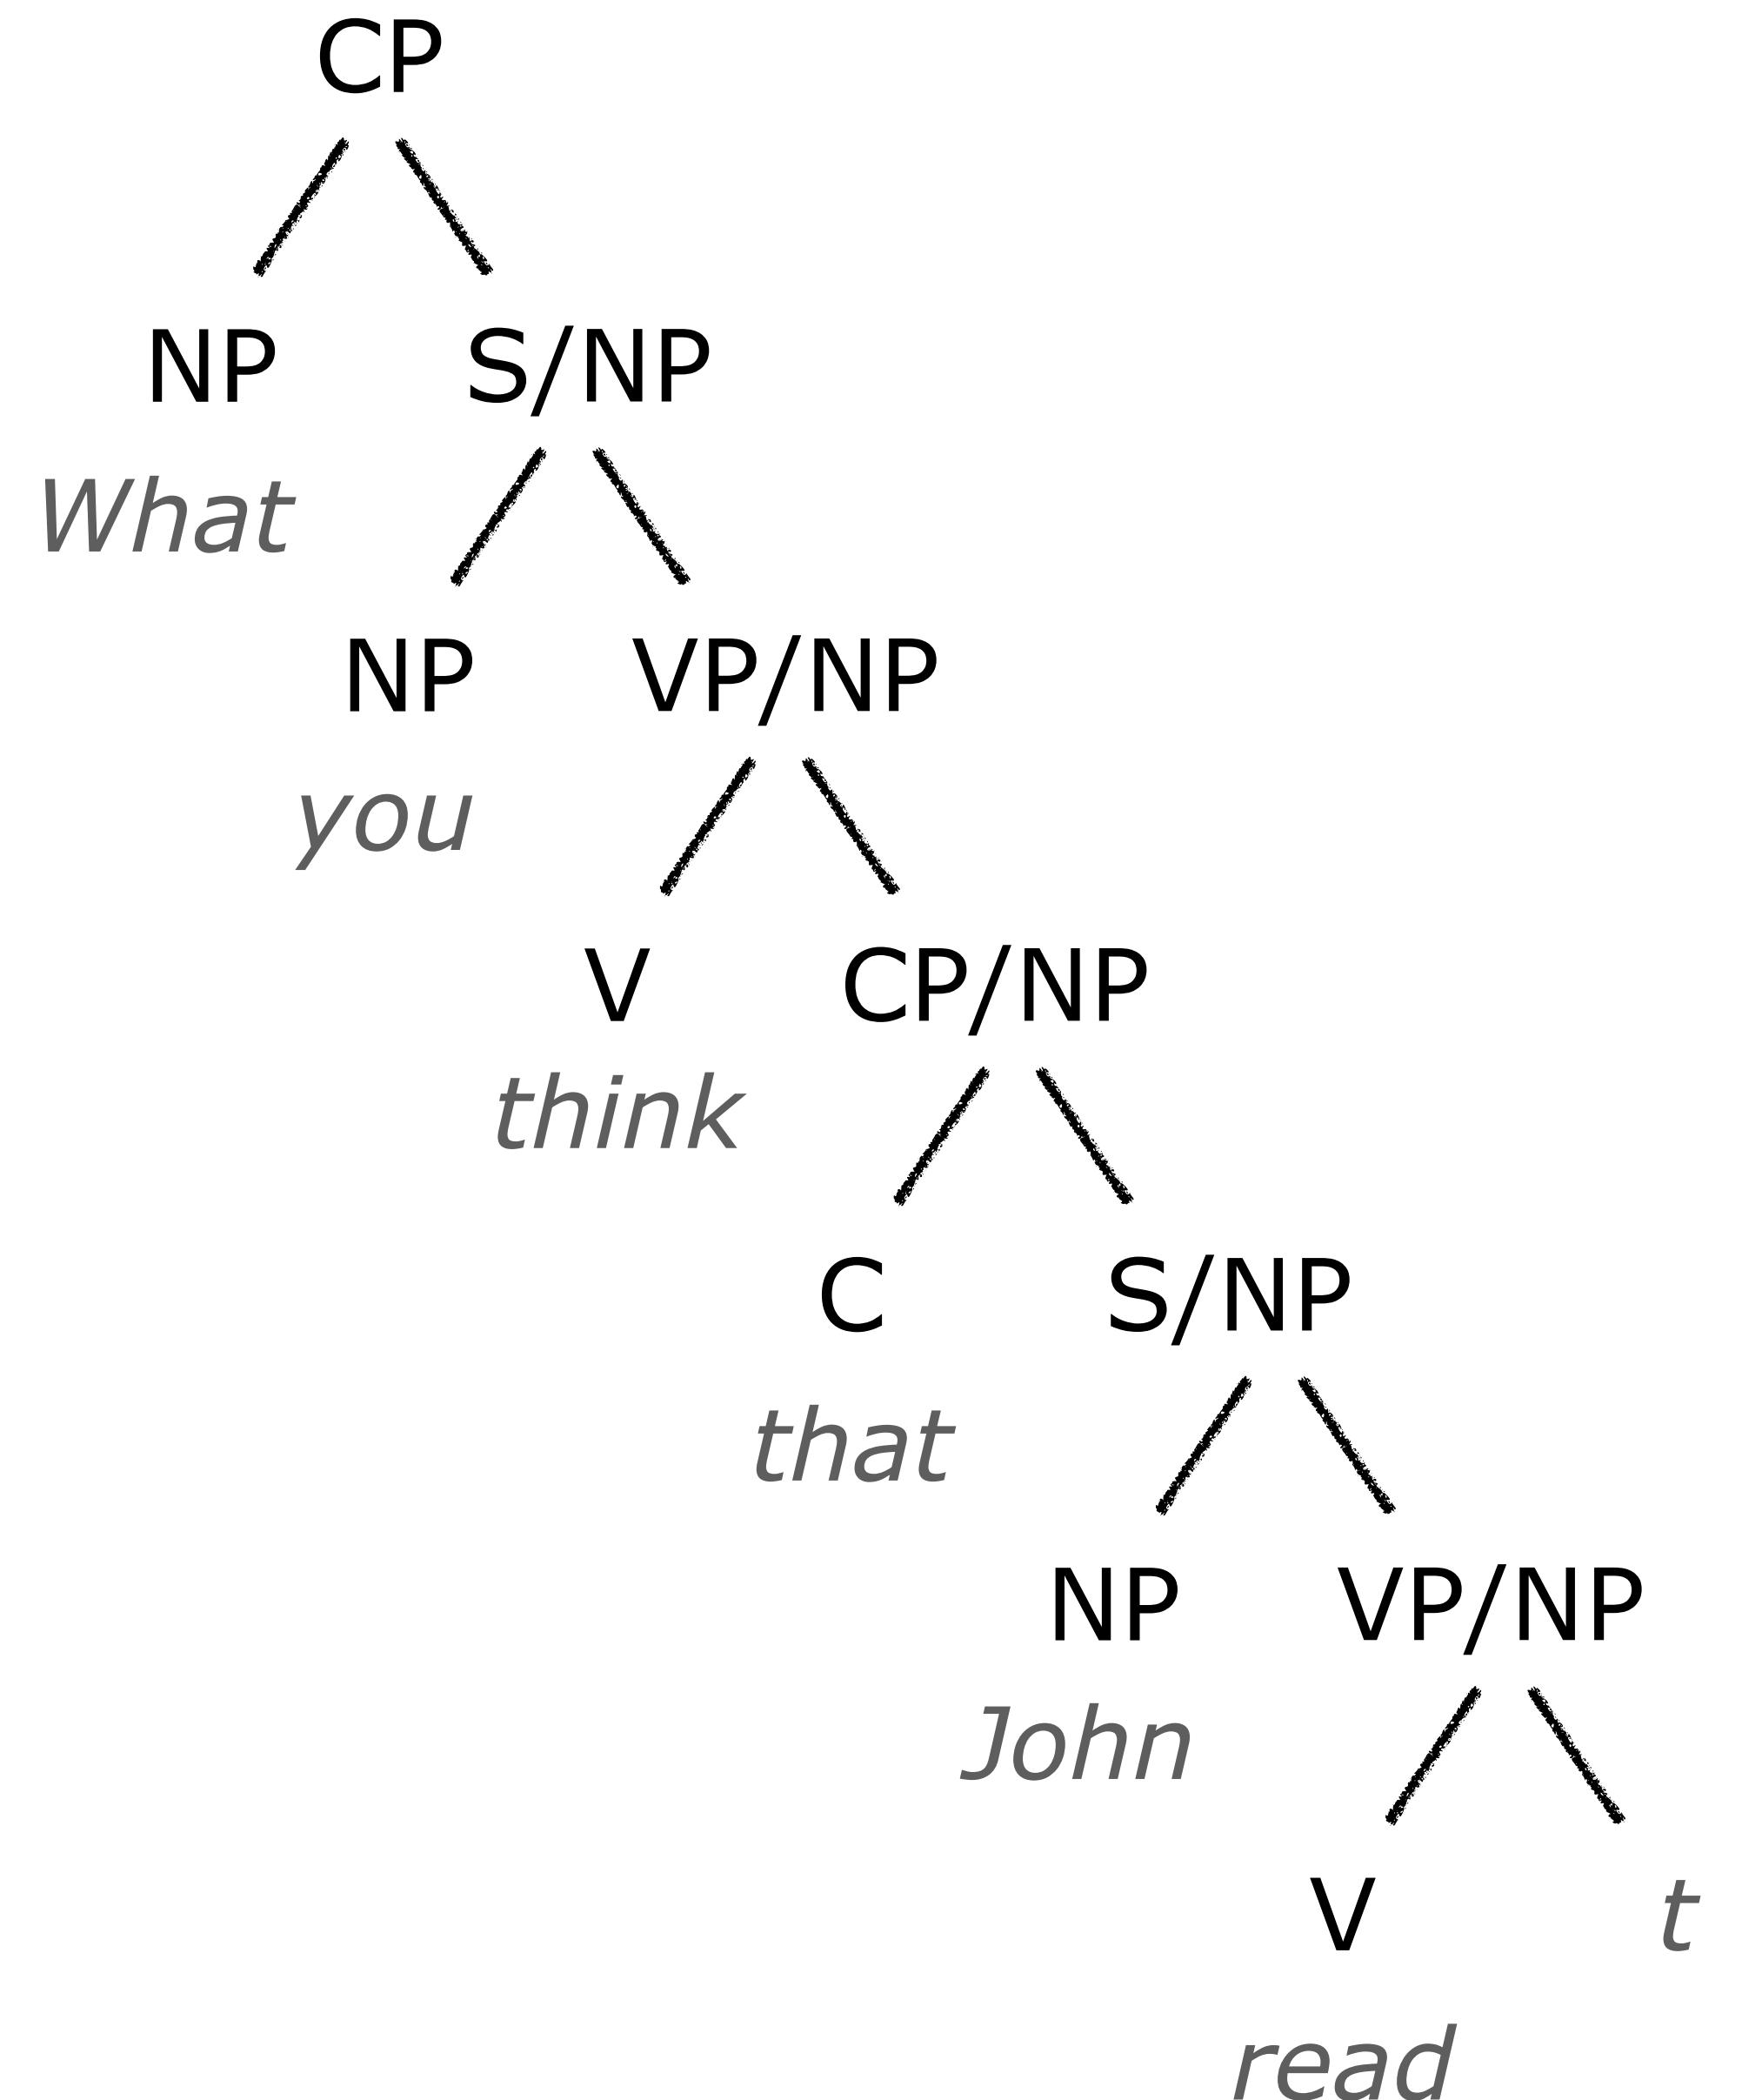 CP
NP S/NP
What
NP VP/NP
you
V CP/NP
think
C S/NP
that
NP VP/NP
John
V t
read